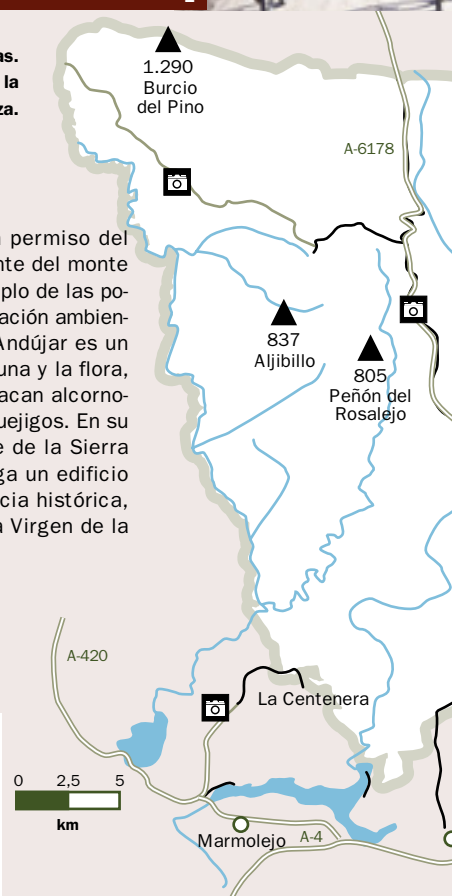 as.
la
za.
permiso del
nte del monte
plo de las po-
ación ambien-
Andújar es un
una y la flora,
acan alcorno-
uejigos. En su
e de la Sierra
ga un edificio
cia histórica,
a Virgen de la
1.290
Burcio
del Pino
A-6178
837
Aljibillo
805
Peñón del
Rosalejo
A-420
La Centenera
0 2,5 5
km
Marmolejo
A-4